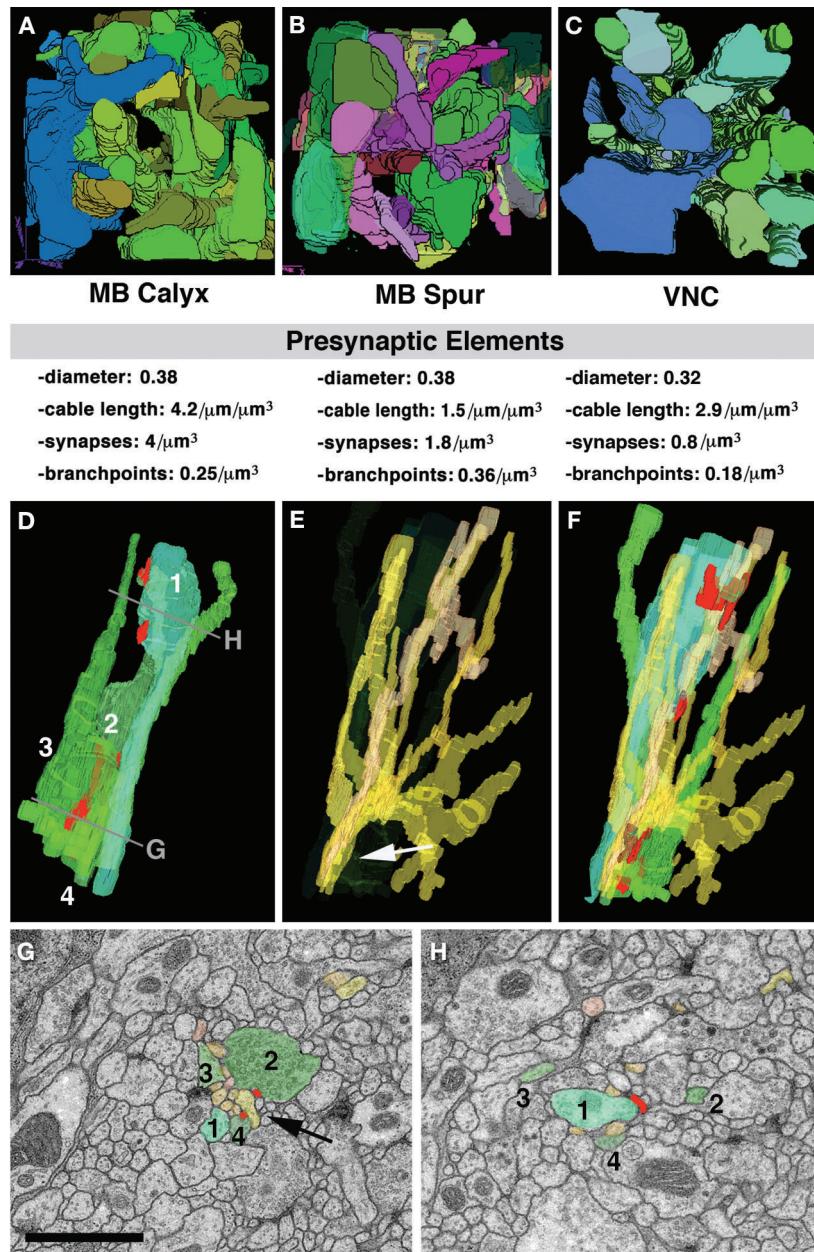 A
B
C
MB Calyx
MB Spur
VNC
Presynaptic Elements
-diameter: 0.38
-cable length: 4.2/μm/μm³
-synapses: 4/μm³
-branchpoints: 0.25/μm³
-diameter: 0.38
-cable length: 1.5/μm/μm³
-synapses: 1.8/μm³
-branchpoints: 0.36/μm³
-diameter: 0.32
-cable length: 2.9/μm/μm³
-synapses: 0.8/μm³
-branchpoints: 0.18/μm³
D
1
H
2
3
G
4
E
F
G
2
3
1
4
H
3
1
2
4